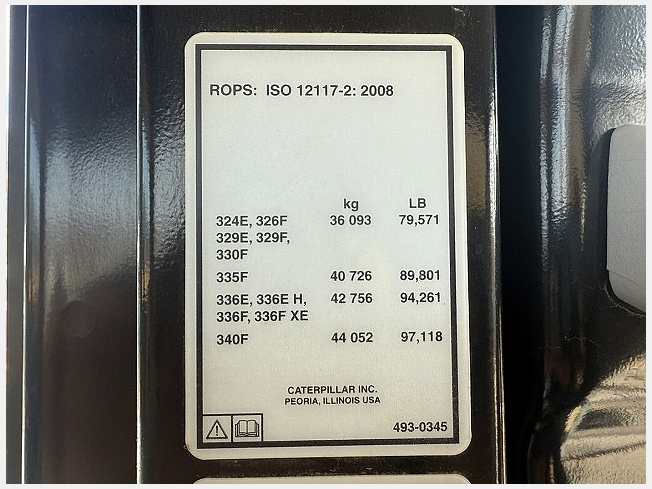 ROPS: ISO 12117-2: 2008
kg LB
324E, 326F 36 093 79,571
329E, 329F,
330F
335F 40 726 89,801
336E, 336E H, 42 756 94,261
336F, 336F XE
340F 44 052 97,118
CATERPILLAR INC.
PEORIA, ILLINOIS USA
493-0345